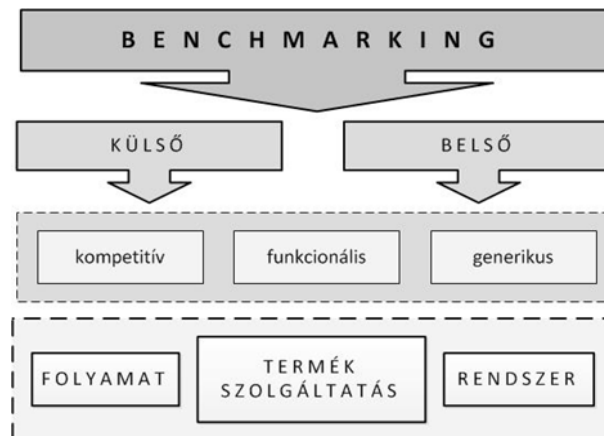 BENCHMARKING
KÜLSŐ
BELSŐ
kompetitív
funkcionális
generikus
FOLYAMAT
TERMÉK
SZOLGÁLTATÁS
RENDSZER